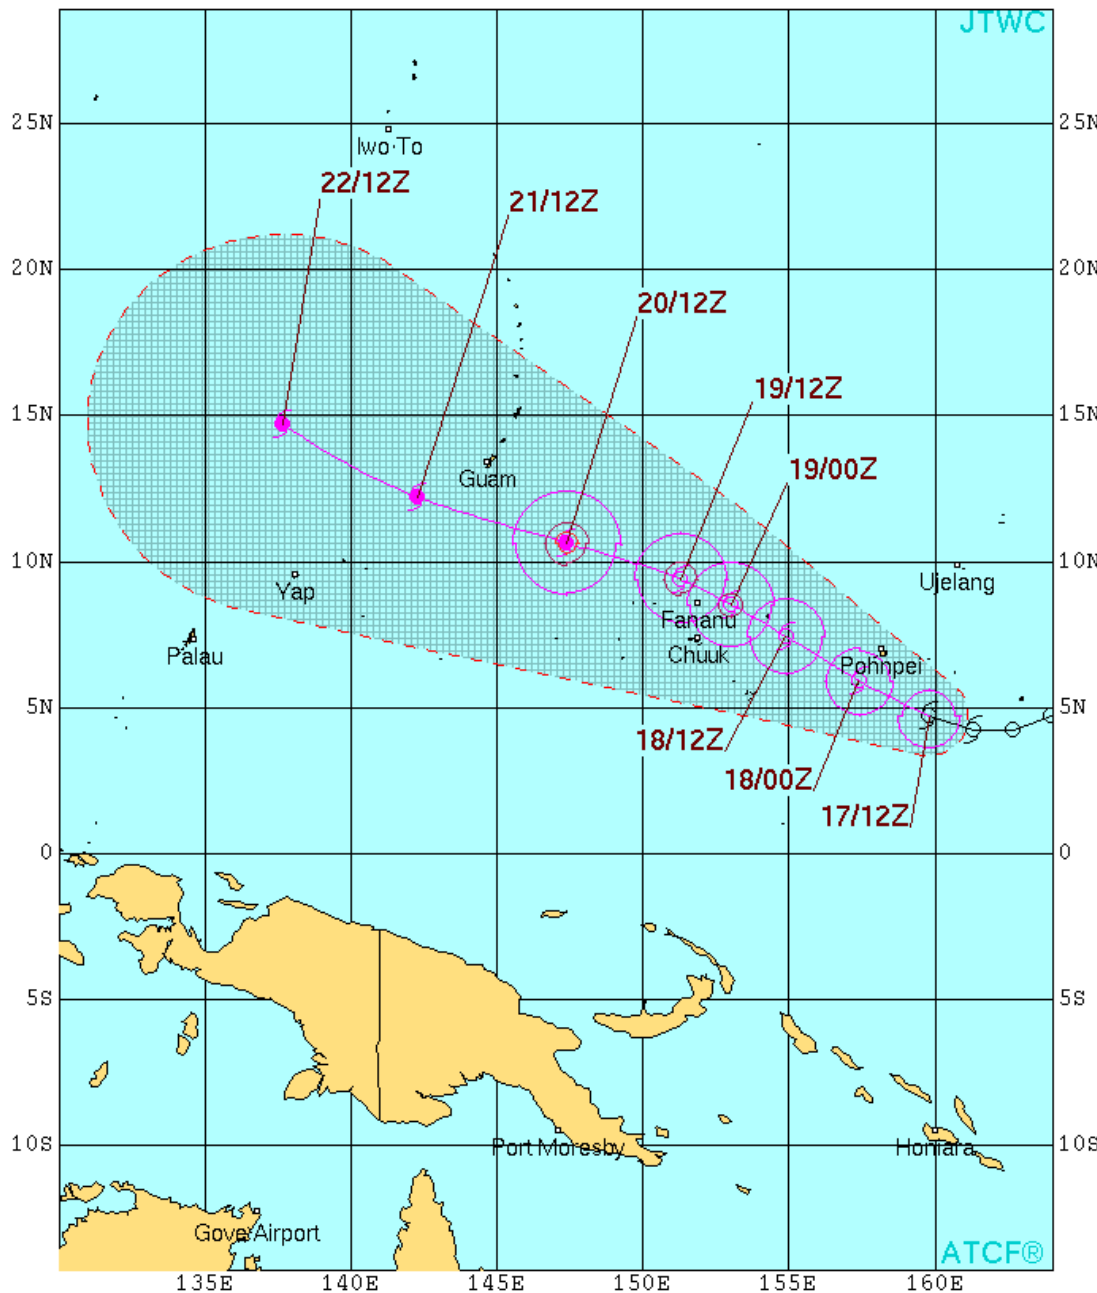 JTWC
25N
25N
Iwo To
22/12Z
21/12Z
20N
20N
20/12Z
19/12Z
15N
15N
19/00Z
Guam
10N
10N
Ujelang
Yap
Fananu
Palau
Chuuk
Pohnpei
5N
5N
18/12Z
18/00Z
17/12Z
0
0
5S
5S
10S
Port Moresby
Honiara
10S
Gove Airport
ATCF®
135E
140E
145E
150E
155E
160E